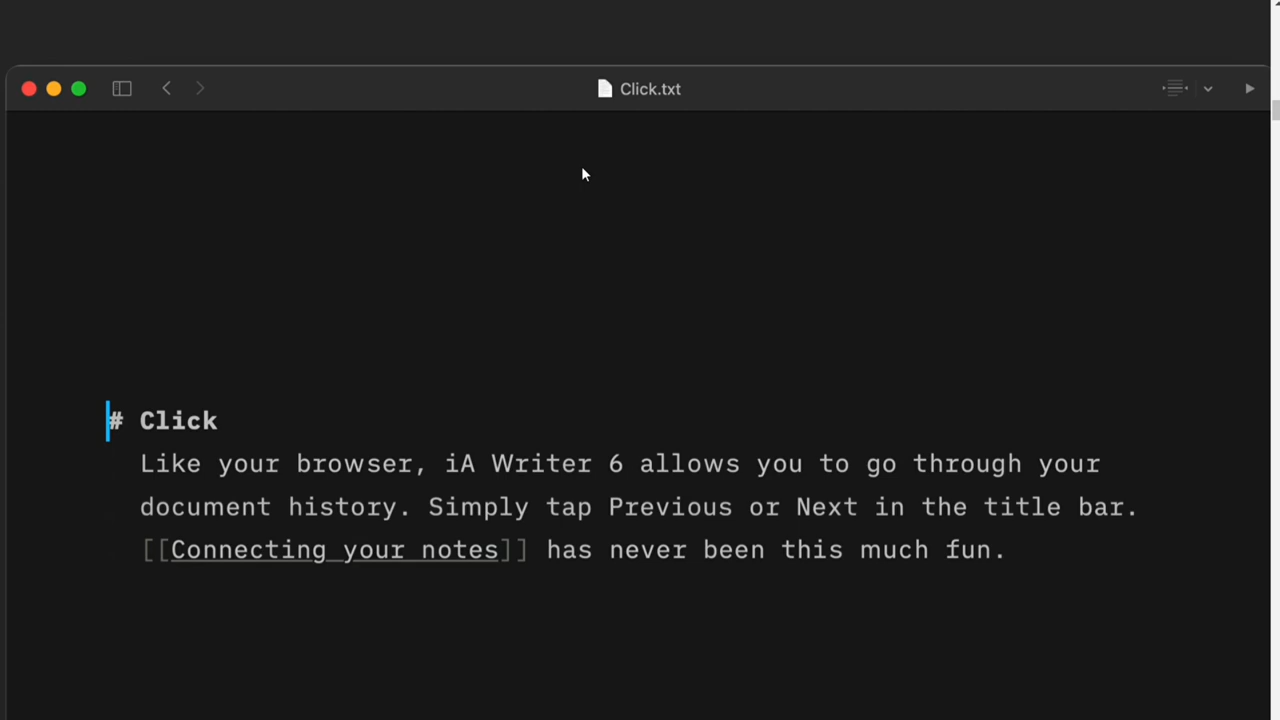 Click.txt
# Click
Like your browser, iA Writer 6 allows you to go through your
document history. Simply tap Previous or Next in the title bar.
[[Connecting your notes]] has never been this much fun.